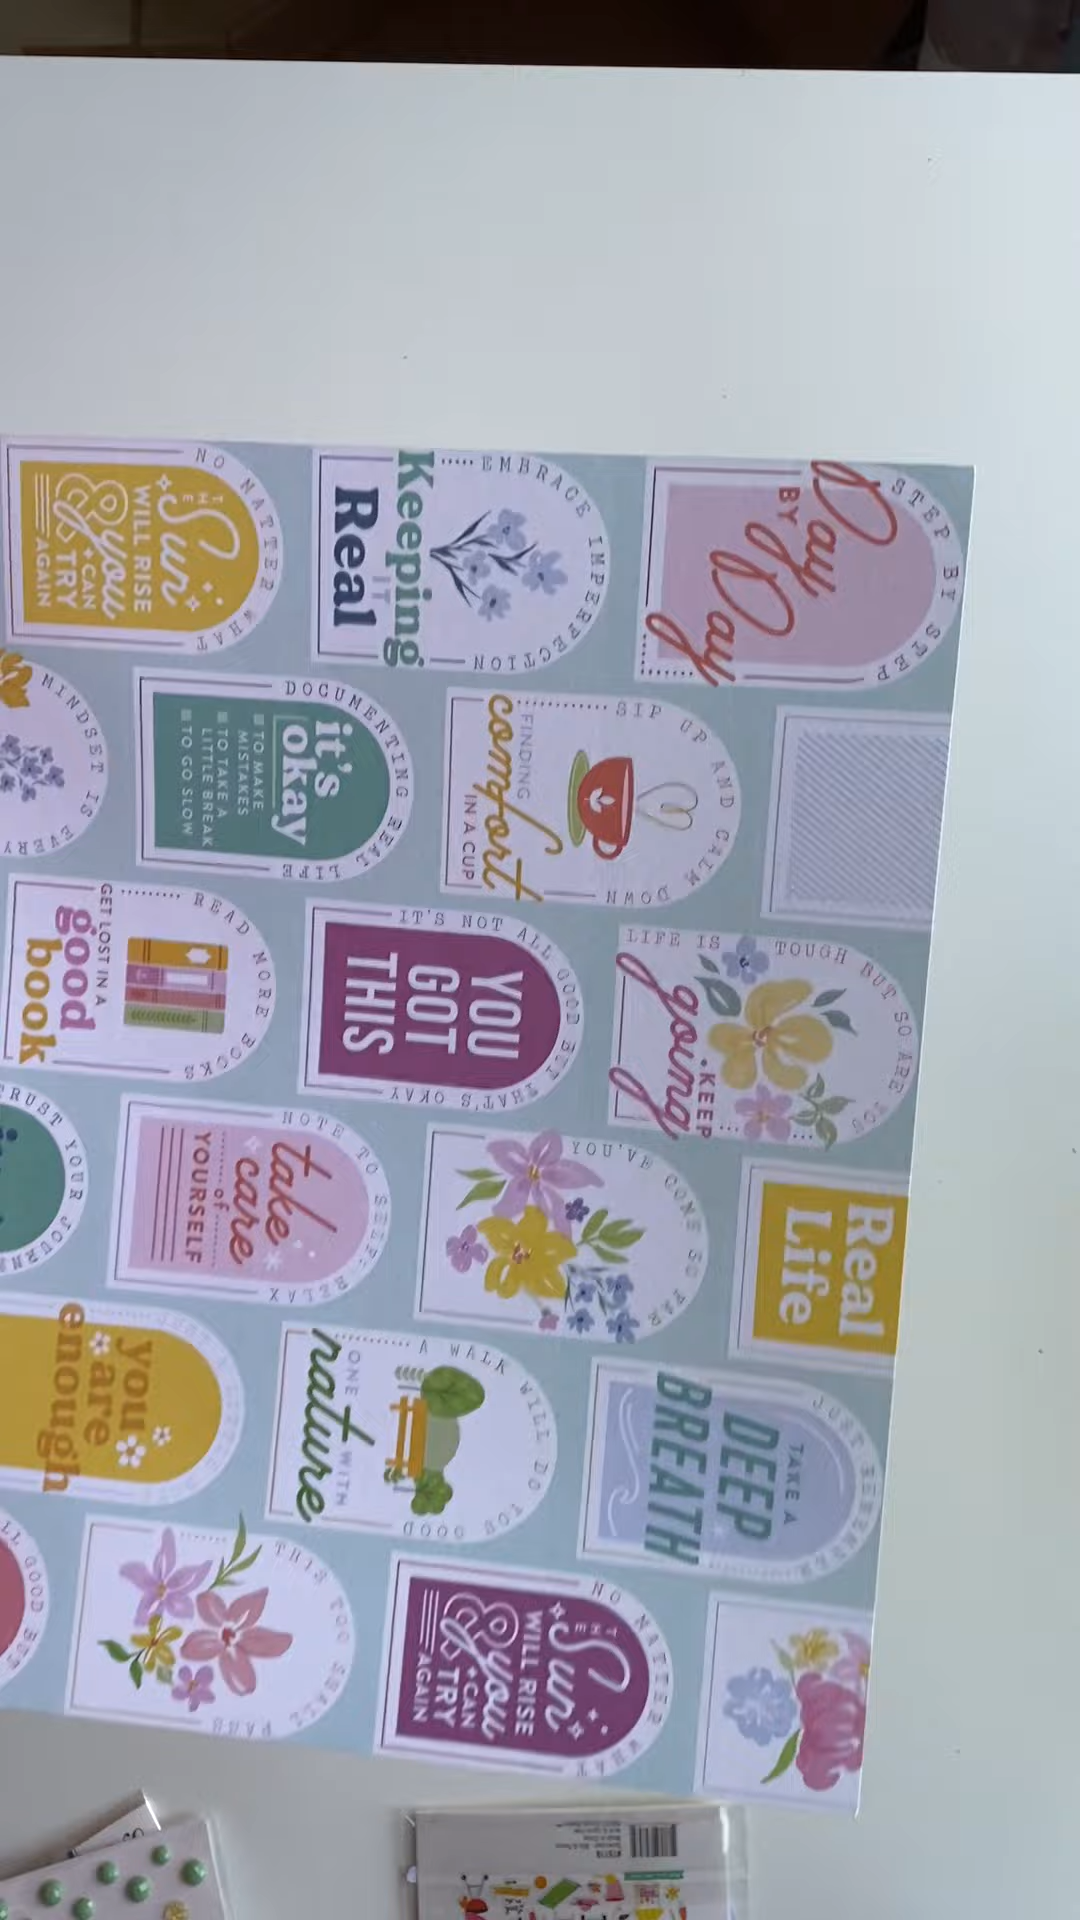 STEP BY STEP
Day
BY
Day
EMBRACE IMPERFECTION
Keeping
IT
Real
NO MATTER WHAT
THE
Sun
WILL RISE
& you
CAN
TRY
AGAIN
SIP UP AND CALM DOWN
FINDING
comfort
IN A CUP
DOCUMENTING REAL LIFE
it's
okay
TO MAKE
MISTAKES
TO TAKE A
LITTLE BREAK
TO GO SLOW
MINDSET IS
EVERY
LIFE IS TOUGH BUT SO ARE YOU
KEEP
going
IT'S NOT ALL GOOD BUT THAT'S OKAY
YOU
GOT
THIS
READ MORE BOOKS
GET LOST IN A
good
book
Real
Life
YOU'VE COME SO FAR
NOTE TO SELF: RELAX
take
care
of
YOURSELF
TRUST YOUR
TAKE A
DEEP
BREATH
A WALK WILL DO YOU GOOD
ONE WITH
nature
you
are
enough
NO MATTER WHAT
THE
Sun
WILL RISE
& you
CAN
TRY
AGAIN
THIS TOO SHALL PASS
GOOD